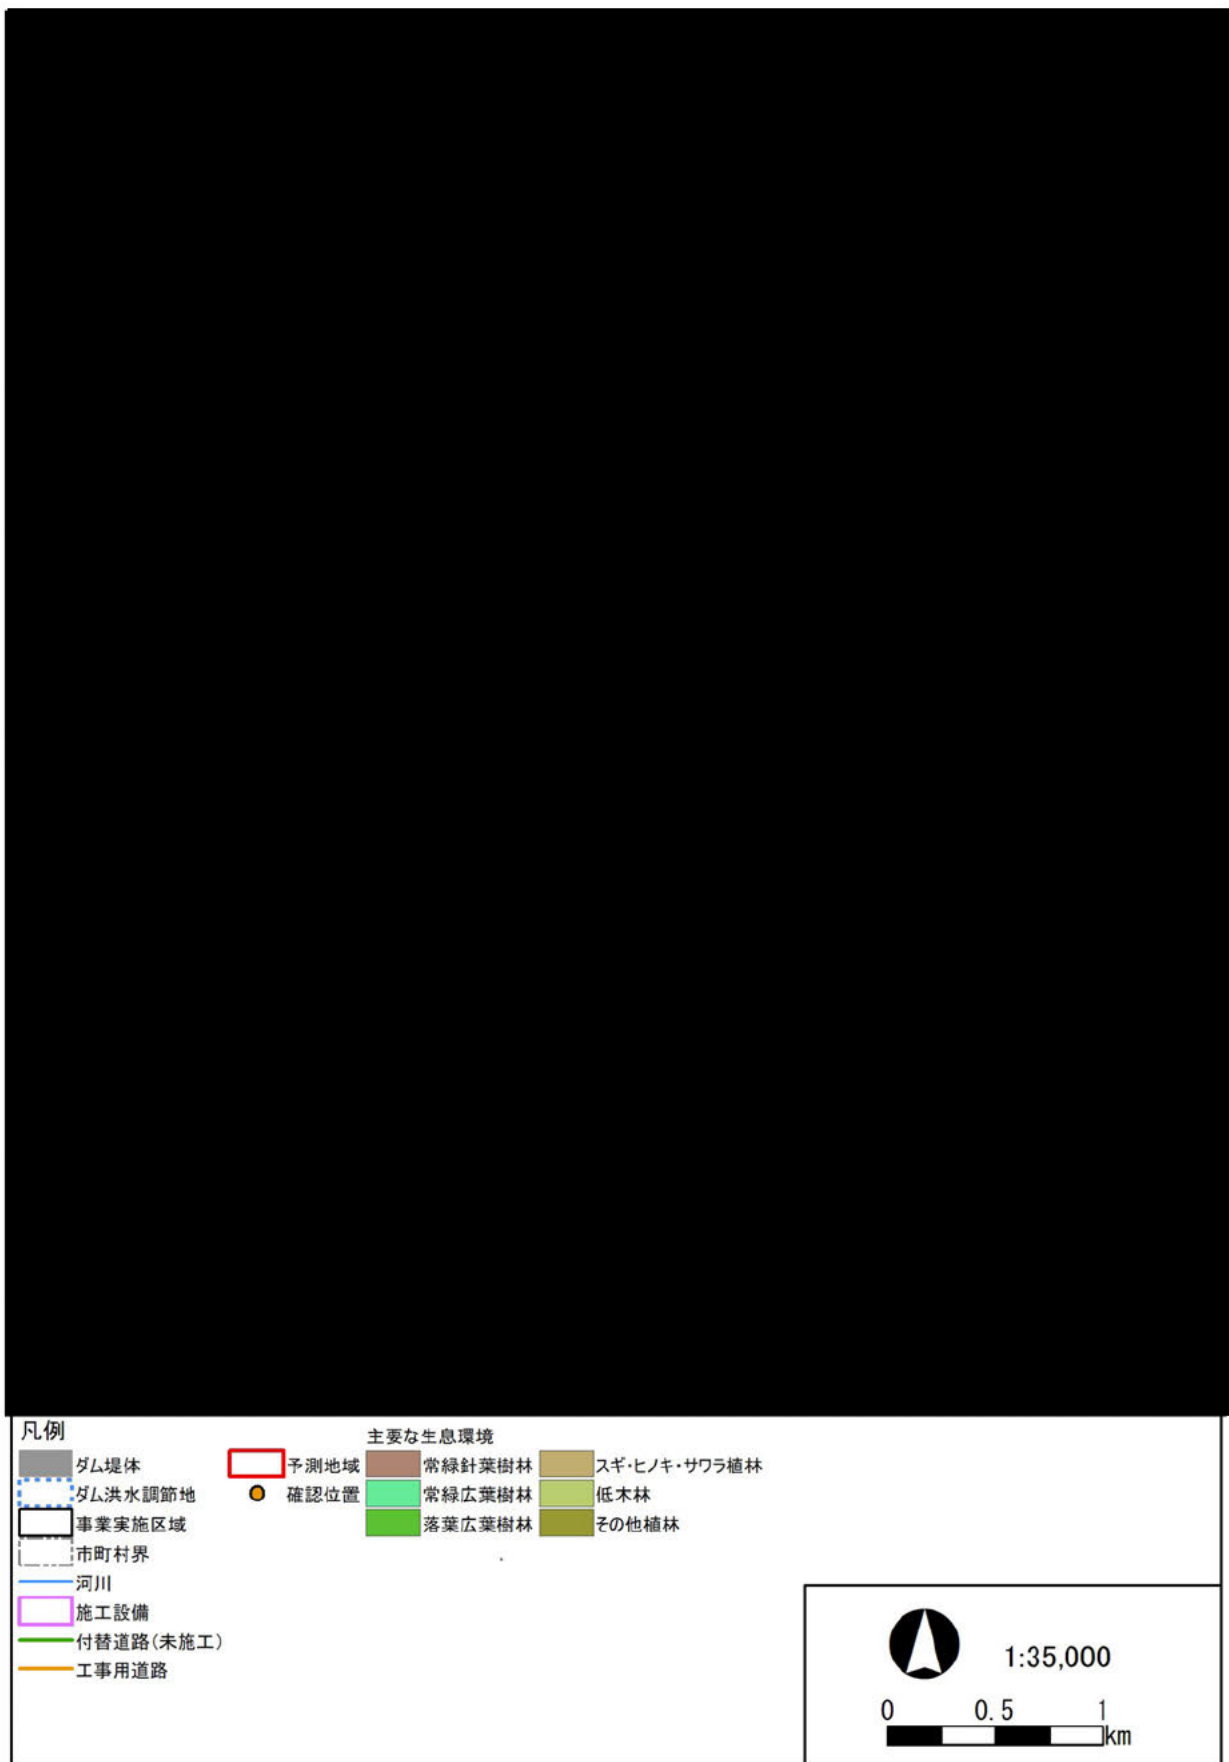 凡例
ダム堤体
ダム洪水調節地
事業実施区域
市町村界
河川
施工設備
付替道路(未施工)
工事用道路
予測地域
確認位置
主要な生息環境
常緑針葉樹林
常緑広葉樹林
落葉広葉樹林
スギ・ヒノキ・サワラ植林
低木林
その他植林
1:35,000
0 0.5 1
km